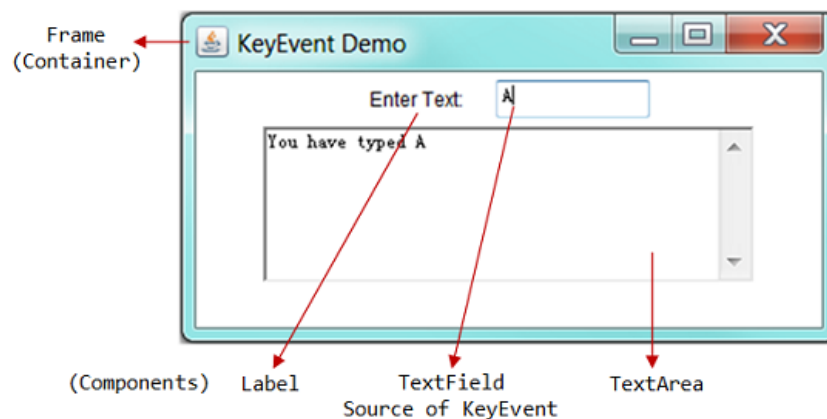 Frame
(Container)
KeyEvent Demo
Enter Text:
A
You have typed A
(Components) Label TextField TextArea
Source of KeyEvent